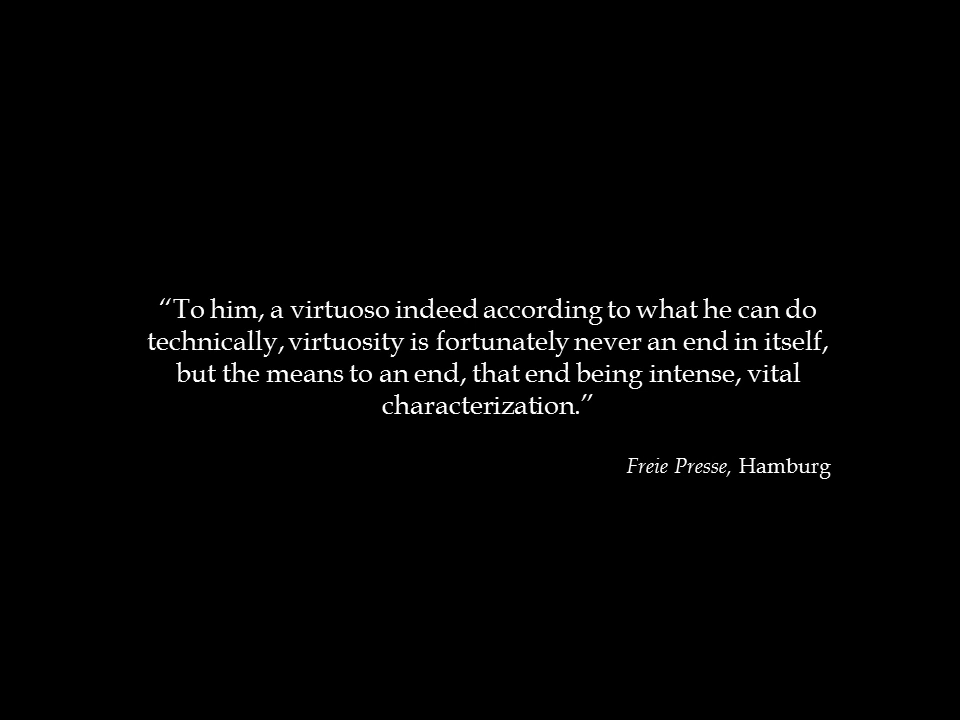 “To him, a virtuoso indeed according to what he can do
technically, virtuosity is fortunately never an end in itself,
but the means to an end, that end being intense, vital
characterization.”
Freie Presse, Hamburg